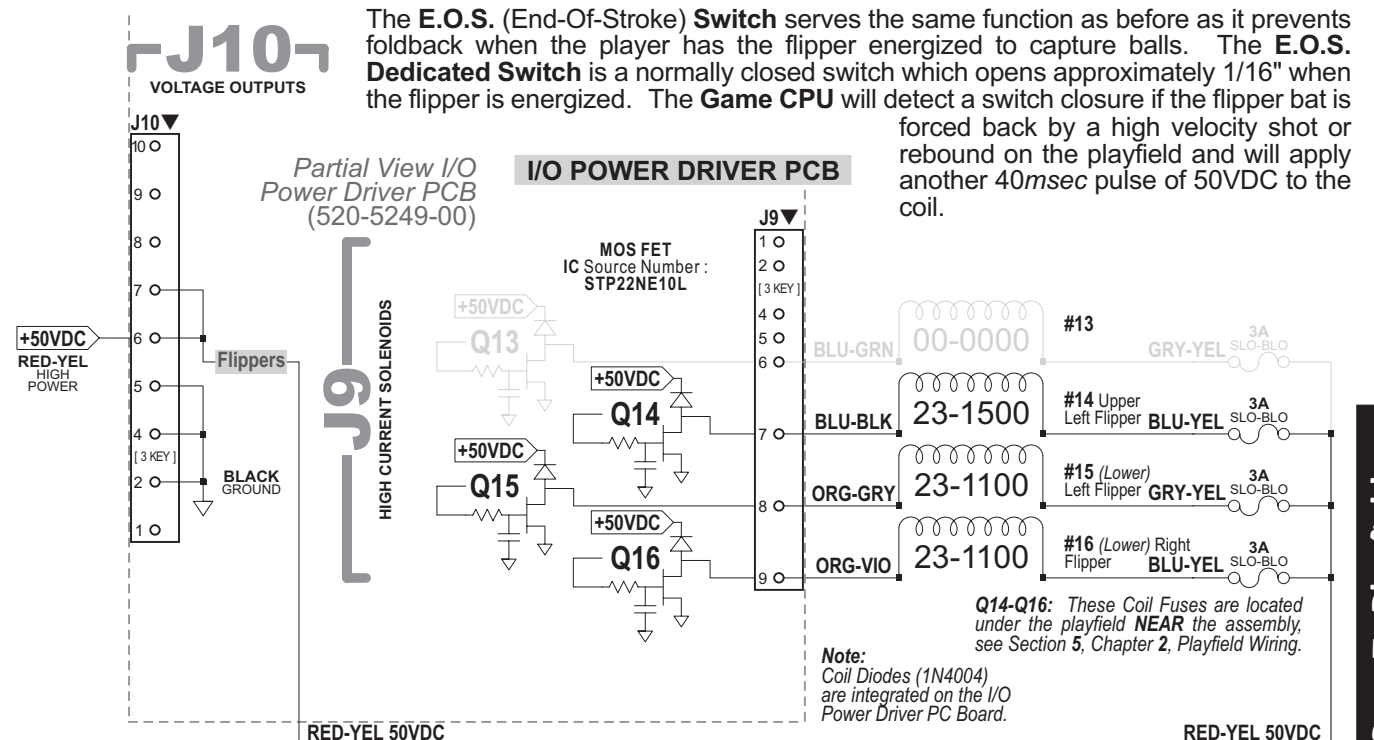 The E.O.S. (End-Of-Stroke) Switch serves the same function as before as it prevents
foldback when the player has the flipper energized to capture balls. The E.O.S.
Dedicated Switch is a normally closed switch which opens approximately 1/16" when
the flipper is energized. The Game CPU will detect a switch closure if the flipper bat is
forced back by a high velocity shot or
rebound on the playfield and will apply
another 40msec pulse of 50VDC to the
coil.
J10
VOLTAGE OUTPUTS
J10▼
10
9
8
7
6
5
4
[ 3 KEY ]
2
1
+50VDC
RED-YEL
HIGH
POWER
Flippers
BLACK
GROUND
Partial View I/O
Power Driver PCB
(520-5249-00)
I/O POWER DRIVER PCB
J9
HIGH CURRENT SOLENOIDS
MOS FET
IC Source Number :
STP22NE10L
J9▼
1
2
[ 3 KEY ]
4
5
6
7
8
9
+50VDC
Q13
BLU-GRN
00-0000
#13
GRY-YEL
3A
SLO-BLO
+50VDC
Q14
BLU-BLK
23-1500
#14 Upper
Left Flipper
BLU-YEL
3A
SLO-BLO
+50VDC
Q15
ORG-GRY
23-1100
#15 (Lower)
Left Flipper
GRY-YEL
3A
SLO-BLO
+50VDC
Q16
ORG-VIO
23-1100
#16 (Lower) Right
Flipper
BLU-YEL
3A
SLO-BLO
Q14-Q16: These Coil Fuses are located
under the playfield NEAR the assembly,
see Section 5, Chapter 2, Playfield Wiring.
Note:
Coil Diodes (1N4004)
are integrated on the I/O
Power Driver PC Board.
RED-YEL 50VDC
RED-YEL 50VDC